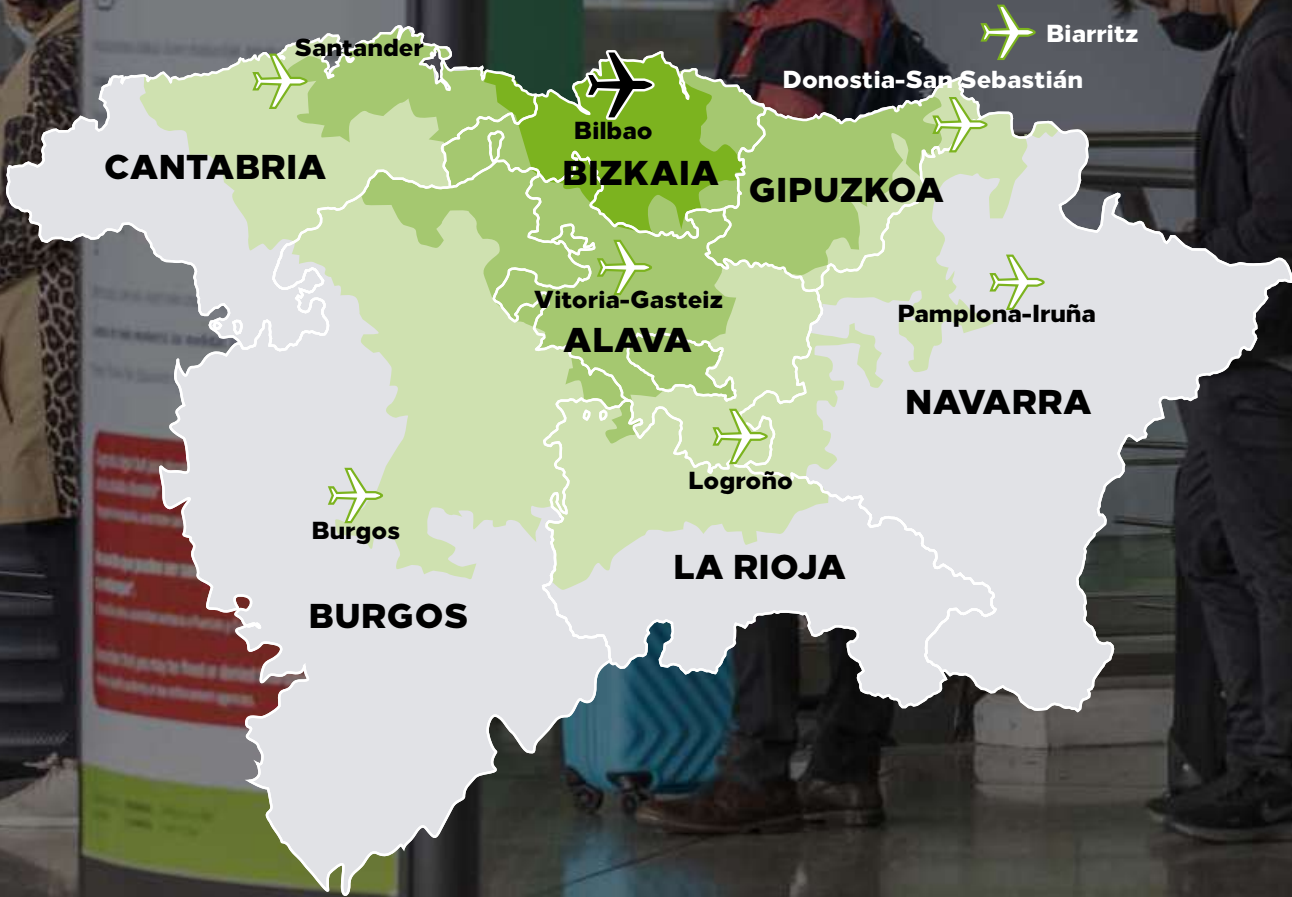 Biarritz
Santander
Donostia-San Sebastián
Bilbao
CANTABRIA
BIZKAIA
GIPUZKOA
Vitoria-Gasteiz
Pamplona-Iruña
ALAVA
NAVARRA
Logroño
Burgos
LA RIOJA
BURGOS